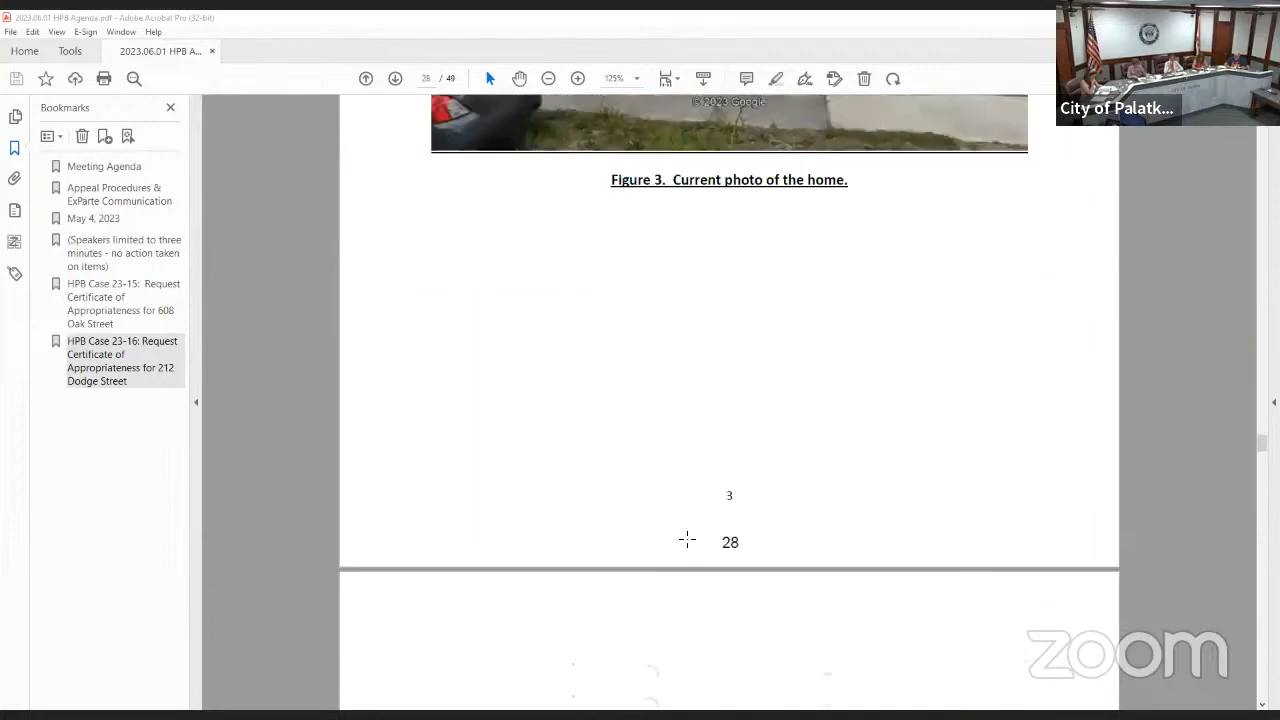 2023.06.01 HPB Agenda.pdf - Adobe Acrobat Pro (32-bit)
File Edit View E-Sign Window Help
Home Tools 2023.06.01 HPB A... ×
28 / 49 125%
Bookmarks
Meeting Agenda
Appeal Procedures &
ExParte Communication
May 4, 2023
(Speakers limited to three
minutes - no action taken
on items)
HPB Case 23-15: Request
Certificate of
Appropriateness for 608
Oak Street
HPB Case 23-16: Request
Certificate of
Appropriateness for 212
Dodge Street
© 2023 Google
Figure 3. Current photo of the home.
3
28
City of Palatk...
zoom